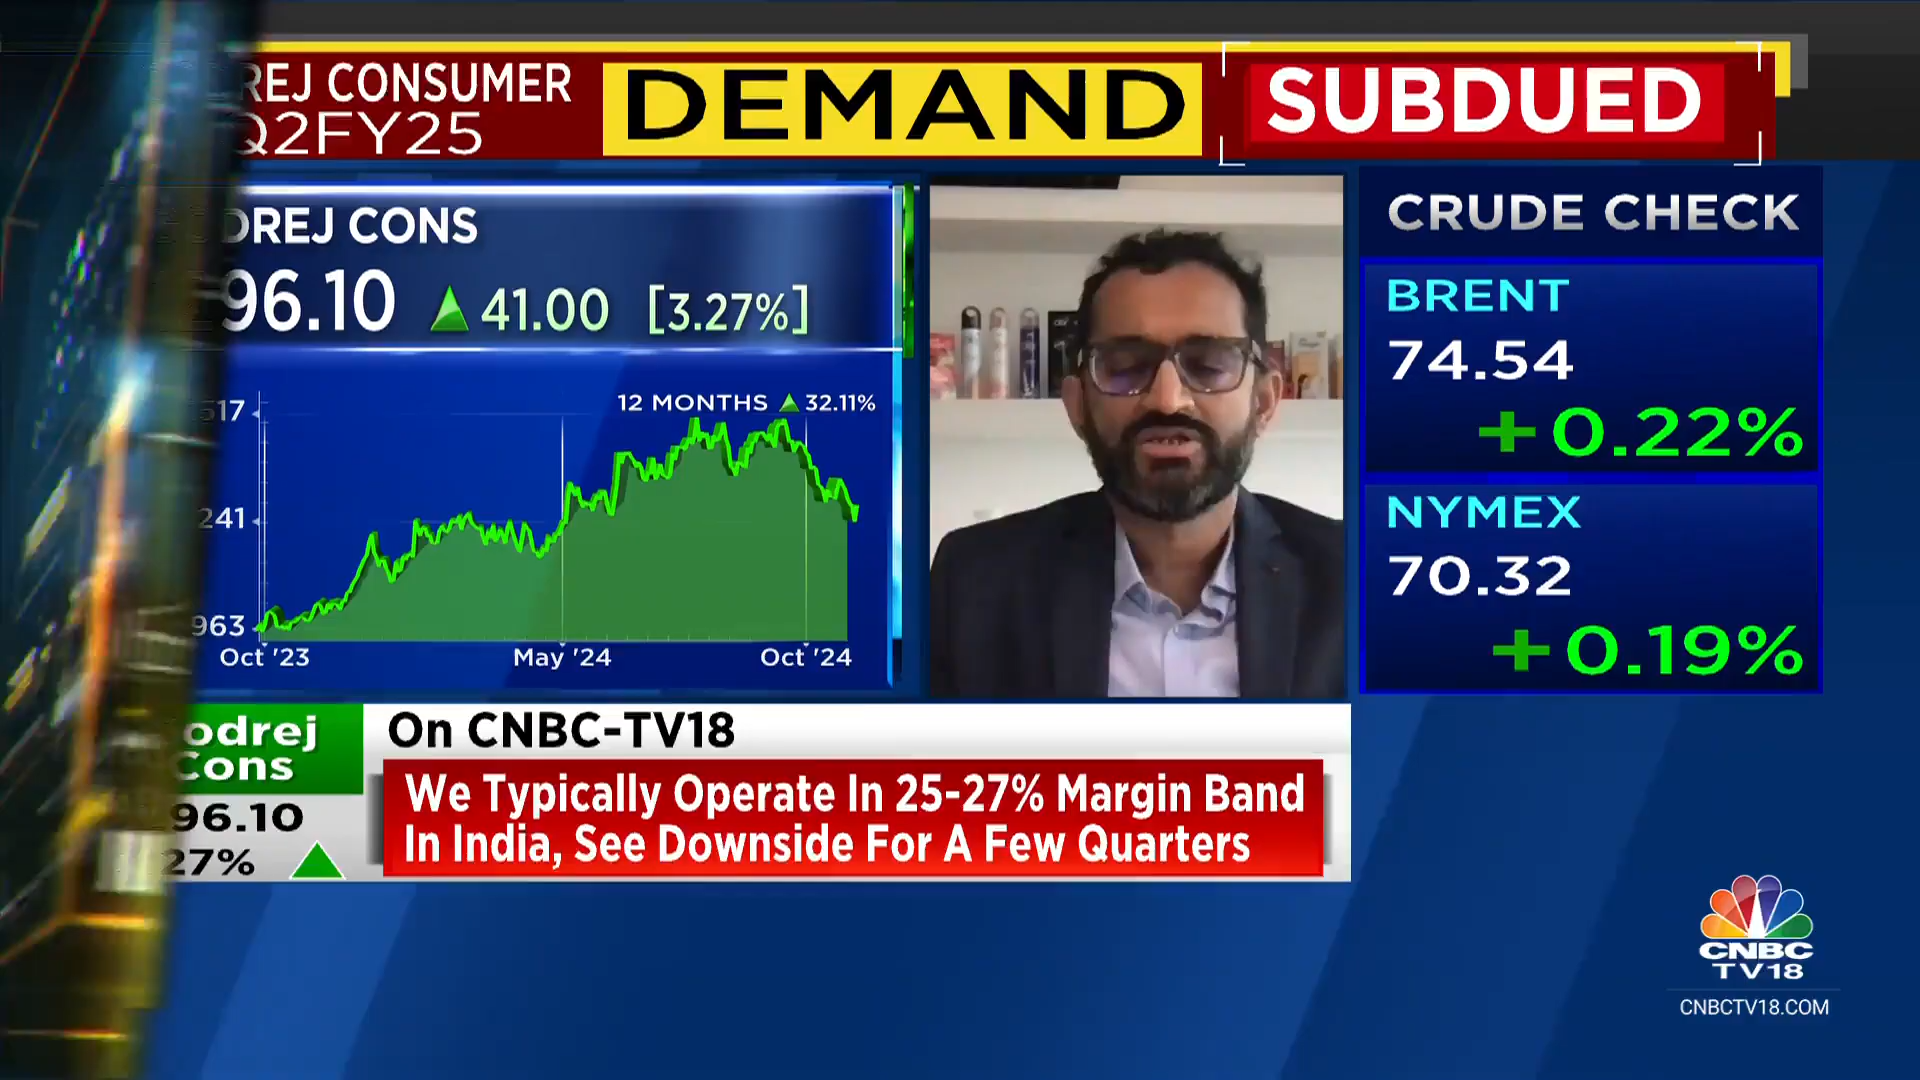 REJ CONSUMER
Q2FY25
DEMAND
SUBDUED
DREJ CONS
96.10 41.00 [3.27%]
12 MONTHS 32.11%
517
241
963
Oct '23 May '24 Oct '24
CRUDE CHECK
BRENT
74.54
+0.22%
NYMEX
70.32
+0.19%
odrej
Cons
96.10
27%
On CNBC-TV18
We Typically Operate In 25-27% Margin Band
In India, See Downside For A Few Quarters
CNBC
TV18
CNBCTV18.COM